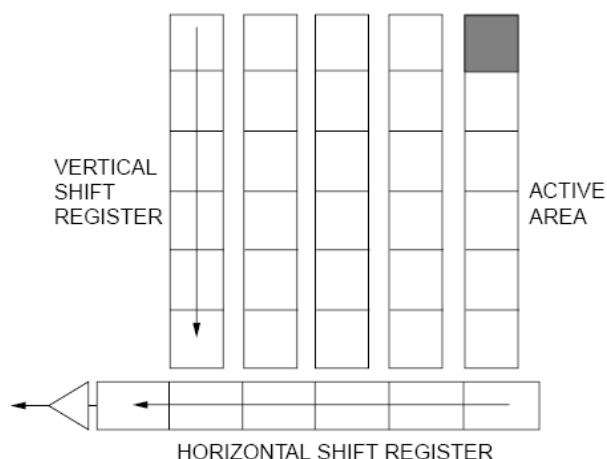 VERTICAL
SHIFT
REGISTER
ACTIVE
AREA
HORIZONTAL SHIFT REGISTER